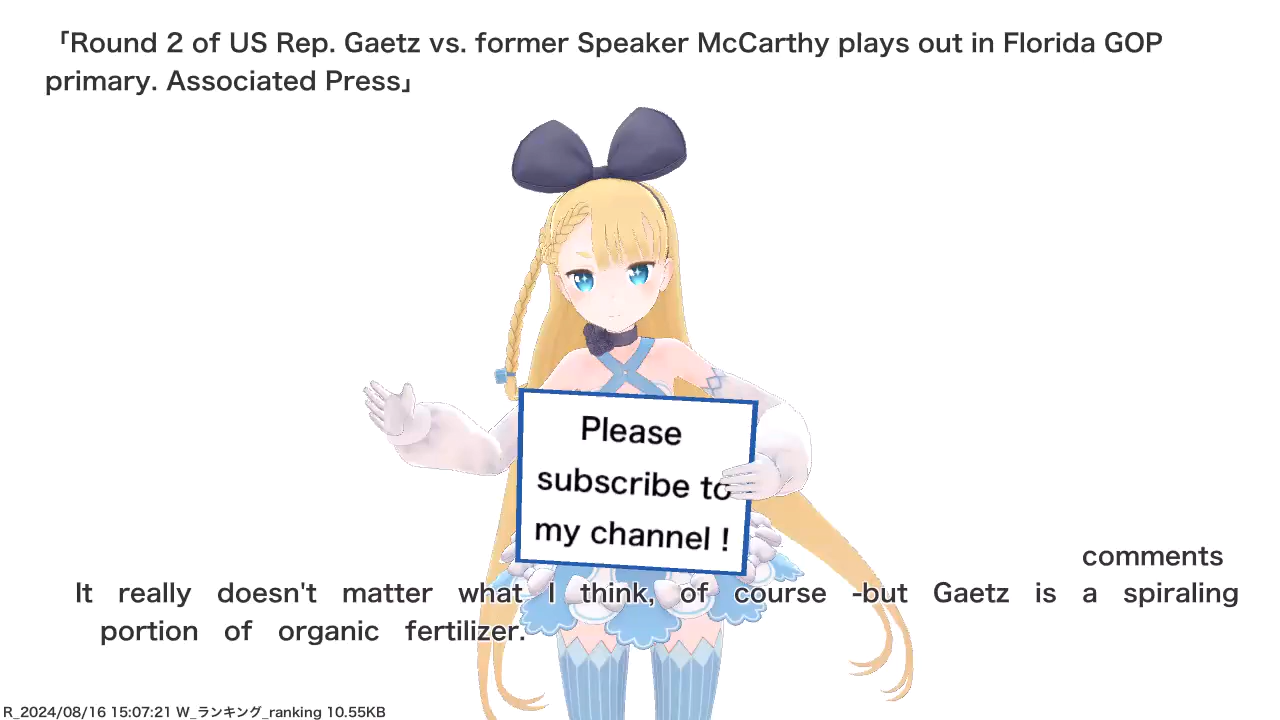 「Round 2 of US Rep. Gaetz vs. former Speaker McCarthy plays out in Florida GOP
primary. Associated Press」
Please
subscribe to
my channel !
comments
It really doesn't matter what I think, of course -but Gaetz is a spiraling
portion of organic fertilizer.
R_2024/08/16 15:07:21 W_ランキング_ranking 10.55KB